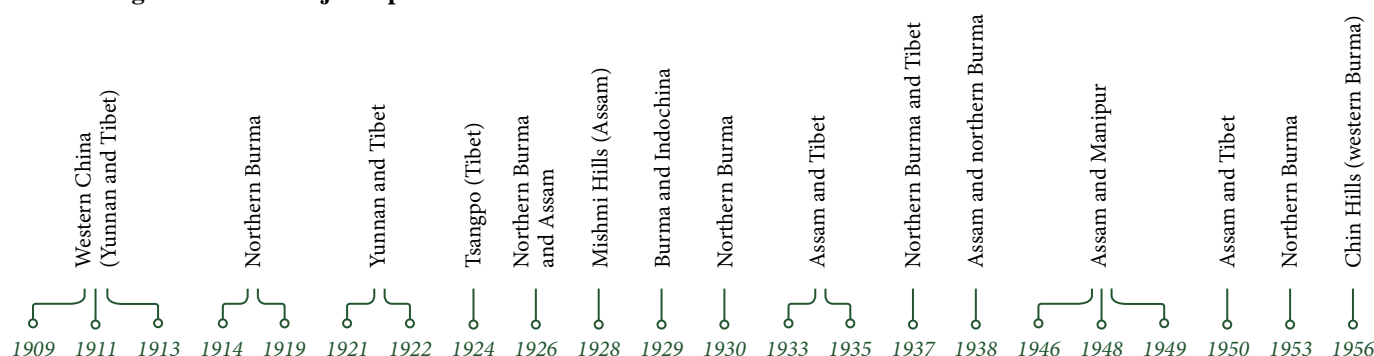 Western China
(Yunnan and Tibet)
Northern Burma
Yunnan and Tibet
Tsangpo (Tibet)
Northern Burma
and Assam
Mishmi Hills (Assam)
Burma and Indochina
Northern Burma
Assam and Tibet
Northern Burma and Tibet
Assam and northern Burma
Assam and Manipur
Assam and Tibet
Northern Burma
Chin Hills (western Burma)
1909 1911 1913 1914 1919 1921 1922 1924 1926 1928 1929 1930 1933 1935 1937 1938 1946 1948 1949 1950 1953 1956